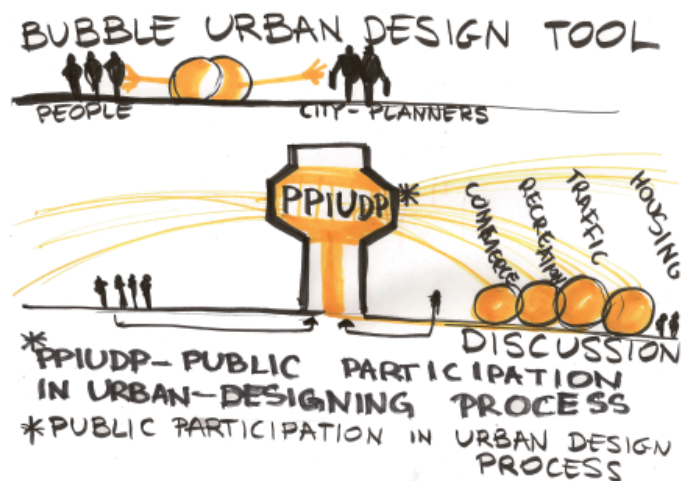 BUBBLE URBAN DESIGN TOOL
PEOPLE
CITY-PLANNERS
PPIUDP*
COMMERCE
RECREATION
TRAFFIC
HOUSING
DISCUSSION
*PPIUDP-PUBLIC PARTICIPATION
IN URBAN-DESIGNING PROCESS
*PUBLIC PARTICIPATION IN URBAN DESIGN
PROCESS